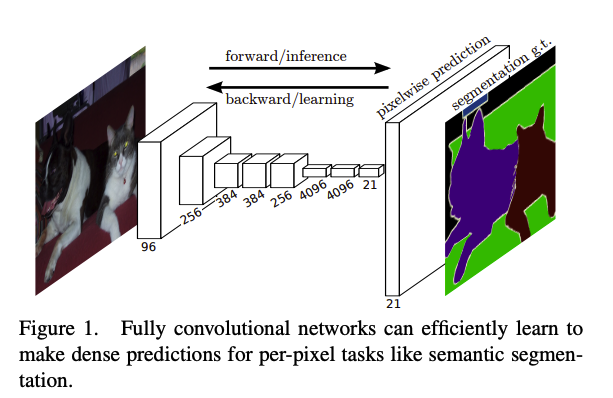 forward/inference
backward/learning
pixelwise prediction
segmentation g.t.
96
256
384
384
256
4096
4096
21
21
Figure 1. Fully convolutional networks can efficiently learn to
make dense predictions for per-pixel tasks like semantic segmen-
tation.